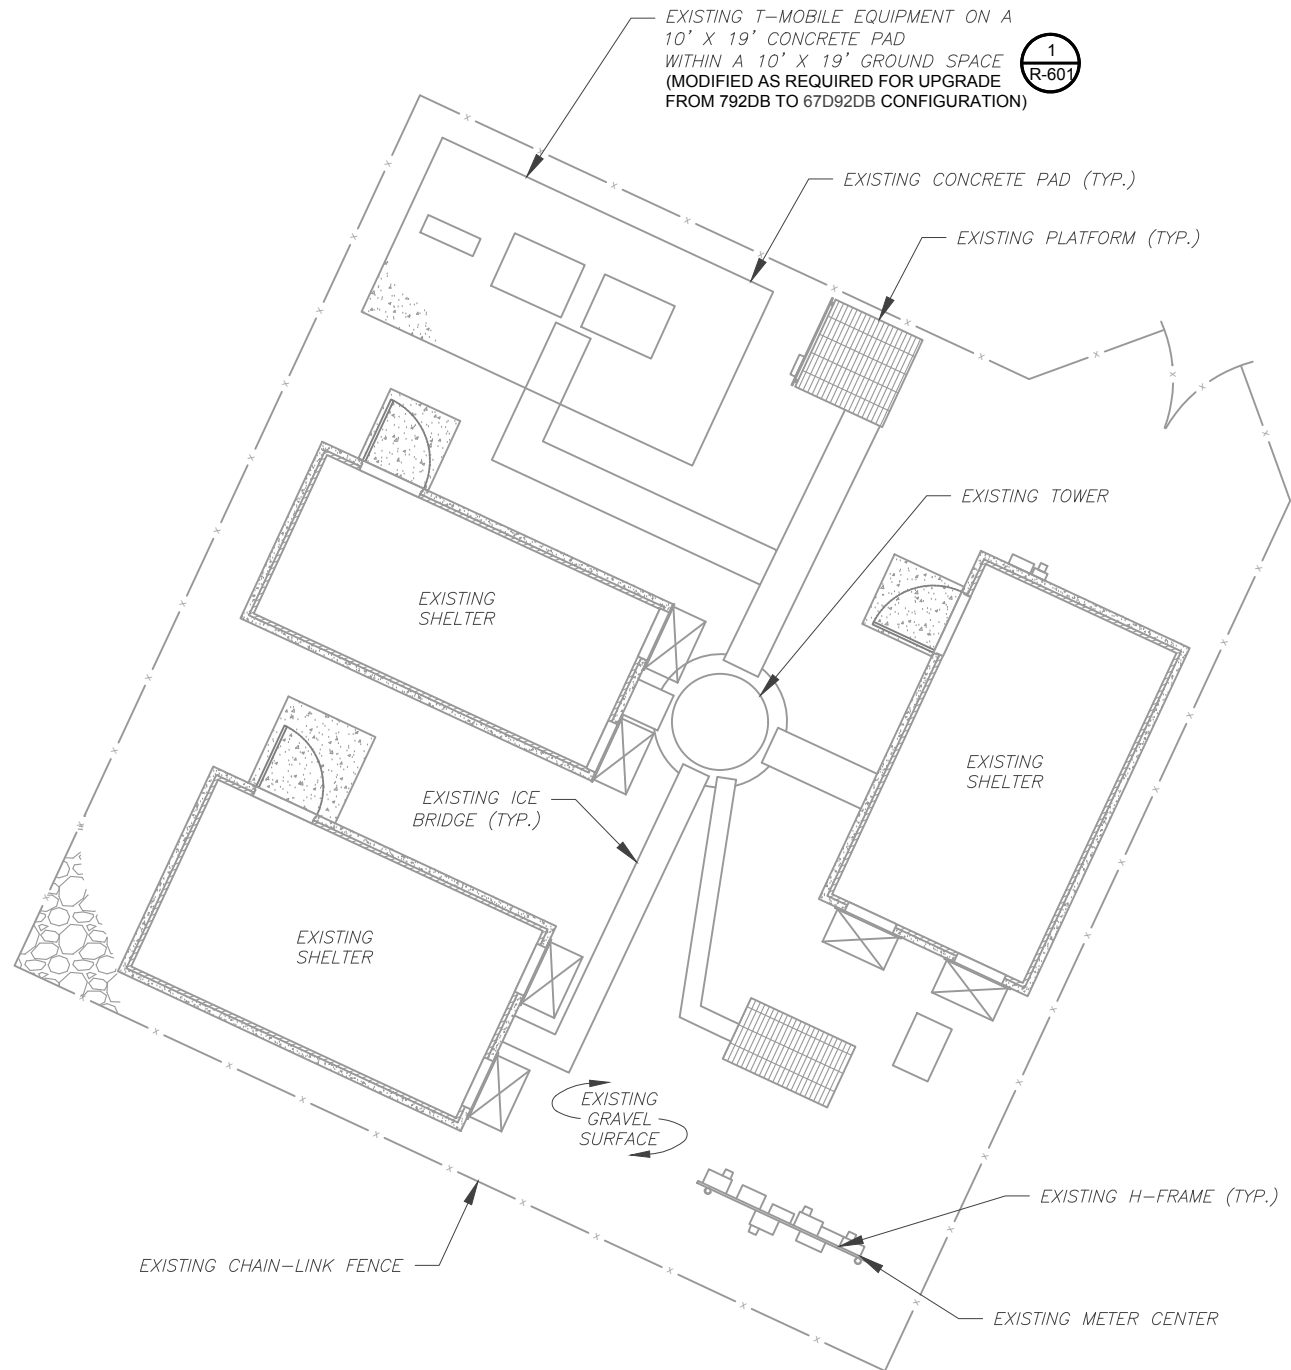 EXISTING T-MOBILE EQUIPMENT ON A
10' X 19' CONCRETE PAD
WITHIN A 10' X 19' GROUND SPACE
(MODIFIED AS REQUIRED FOR UPGRADE
FROM 792DB TO 67D92DB CONFIGURATION)
1
R-601
EXISTING CONCRETE PAD (TYP.)
EXISTING PLATFORM (TYP.)
EXISTING TOWER
EXISTING
SHELTER
EXISTING
SHELTER
EXISTING ICE
BRIDGE (TYP.)
EXISTING
SHELTER
EXISTING
GRAVEL
SURFACE
EXISTING H-FRAME (TYP.)
EXISTING CHAIN-LINK FENCE
EXISTING METER CENTER